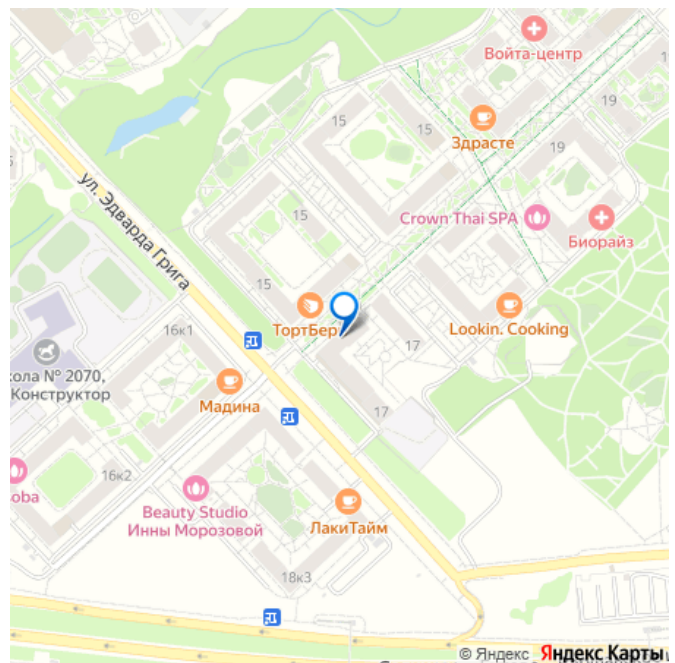 Войта-центр
19
15
15
Здрасте
19
15
Crown Thai SPA
Биорайз
ул. Эдварда Грига
15
ТортБер
Lookin. Cooking
16к1
17
кола № 2070,
Конструктор
Мадина
17
16к2
oba
Beauty Studio
Инны Морозовой
ЛакиТайм
18к3
© Яндекс Яндекс Карты